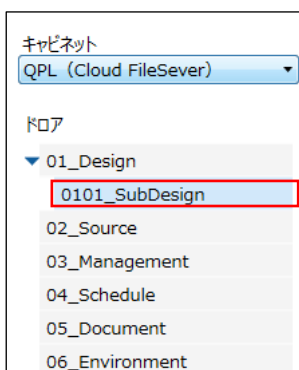 キャビネット
QPL（Cloud FileSever）
ドロア
01_Design
0101_SubDesign
02_Source
03_Management
04_Schedule
05_Document
06_Environment